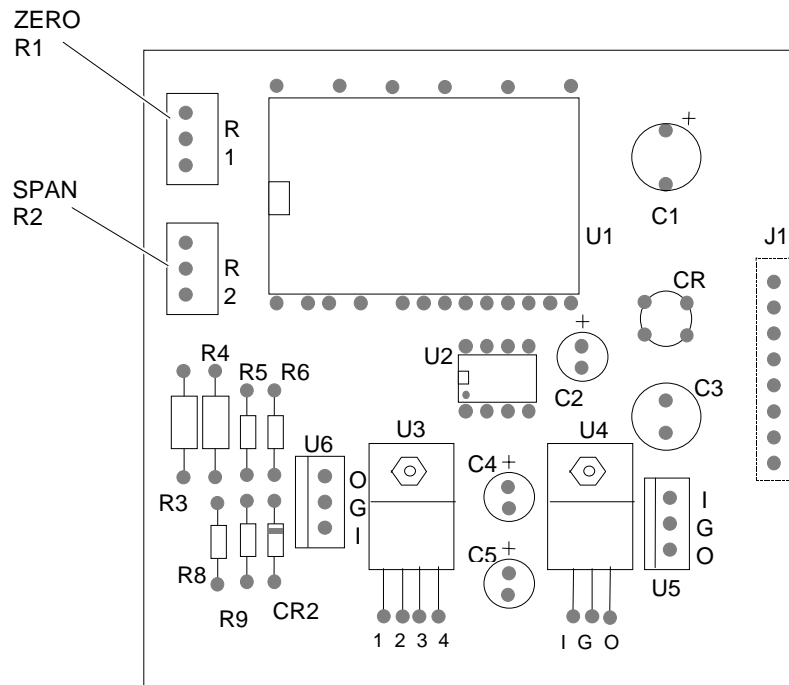 ZERO
R1
R
1
SPAN
R2
R
2
+
C1
U1
J1
CR
+
U2
C2
C3
R4
R5 R6
U6
U3
U4
C4 +
R3
O
G
I
I
G
O
C5 +
U5
R8
R9
CR2
1 2 3 4
I G O